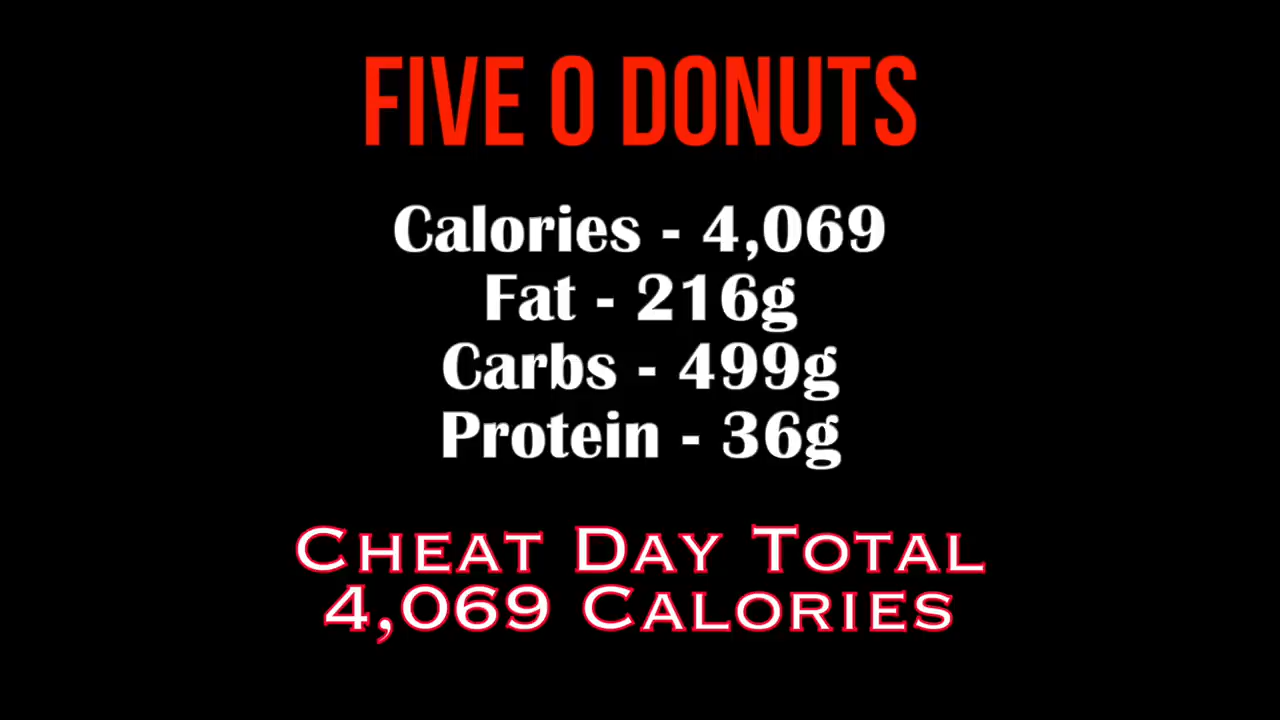 FIVE O DONUTS
Calories - 4,069
Fat - 216g
Carbs - 499g
Protein - 36g
CHEAT DAY TOTAL
4,069 CALORIES